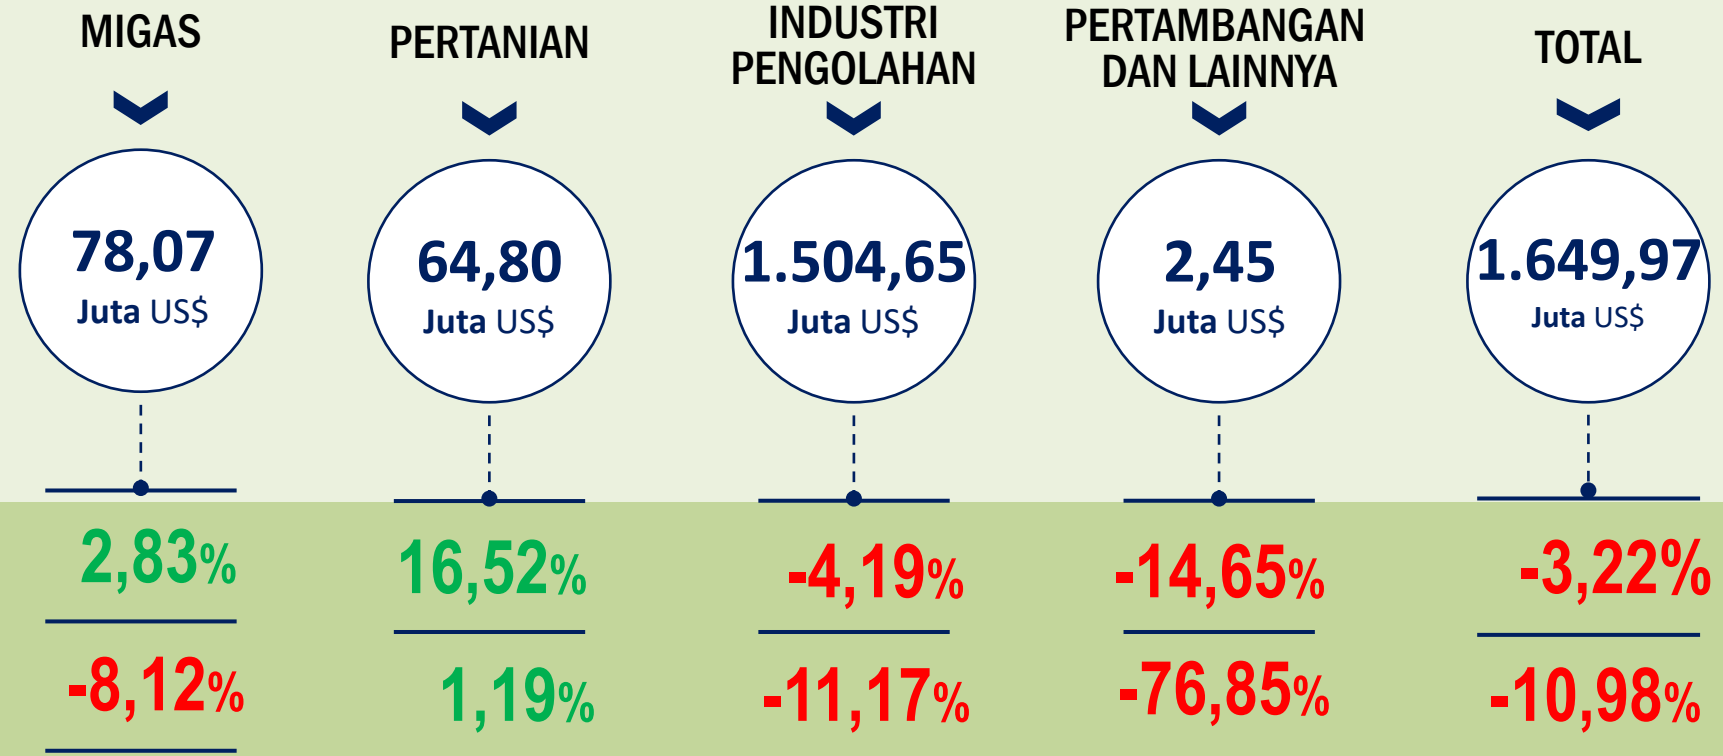 MIGAS
78,07
Juta US$
2,83%
-8,12%
PERTANIAN
64,80
Juta US$
16,52%
1,19%
INDUSTRI
PENGOLAHAN
1.504,65
Juta US$
-4,19%
-11,17%
PERTAMBANGAN
DAN LAINNYA
2,45
Juta US$
-14,65%
-76,85%
TOTAL
1.649,97
Juta US$
-3,22%
-10,98%